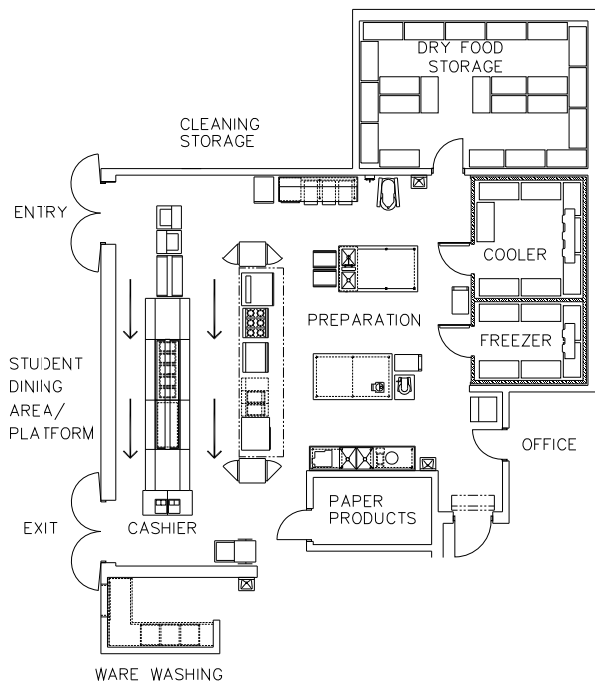 DRY FOOD
STORAGE
CLEANING
STORAGE
ENTRY
COOLER
PREPARATION
FREEZER
STUDENT
DINING
AREA/
PLATFORM
OFFICE
PAPER
PRODUCTS
EXIT
CASHIER
WARE WASHING